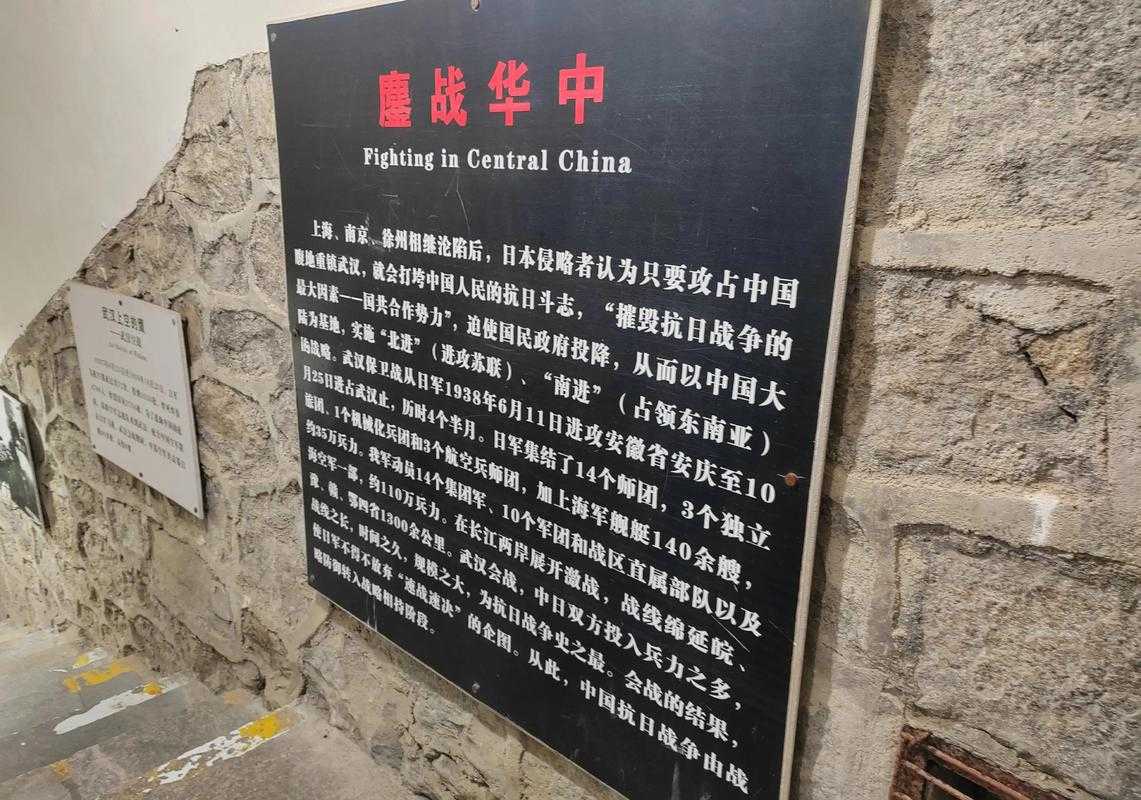 鏖战华中
Fighting in Central China
上海、南京、徐州相继沦陷后，日本侵略者认为只要攻占中国
腹地重镇武汉，就会打垮中国人民的抗日斗志，“摧毁抗日战争的
最大因素——国共合作势力”，迫使国民政府投降，从而以中国大
陆为基地，实施“北进”（进攻苏联）、“南进”（占领东南亚）
的战略。武汉保卫战从日军1938年6月11日进攻安徽省安庆至10
月25日进占武汉止，历时4个半月。日军集结了14个师团，3个独立
旅团、1个机械化兵团和3个航空兵师团，加上海军舰艇140余艘，
约35万兵力。我军动员14个集团军、10个军团和战区直属部队以及
海空军一部，约110万兵力。在长江两岸展开激战，战线绵延皖、
豫、赣、鄂四省1300余公里。武汉会战，中日双方投入兵力之多，
战线之长，时间之久，规模之大，为抗日战争史之最。会战的结果，
使日军不得不放弃“速战速决”的企图。从此，中国抗日战争由战
略防御转入战略相持阶段。
武汉上空的鹰